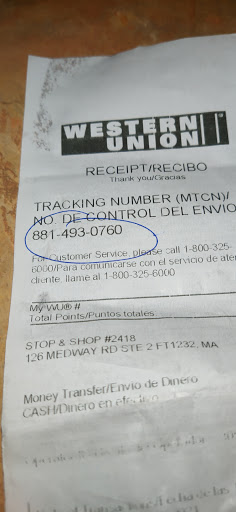 WESTERN
UNION
RECEIPT/RECIBO
Thank you/Gracias
TRACKING NUMBER (MTCN)/
NO. DE CONTROL DEL ENVIO
881-493-0760
For Customer Service, please call 1-800-325-
6000/Para comunicarse con el servicio de aten
cliente, llame al 1-800-325-6000
My WU® #
Total Points/Puntos totales
STOP & SHOP #2418
126 MEDWAY RD STE 2 FT1232, MA
Money Transfer/Envio de Dinero
CASH/Dinero en